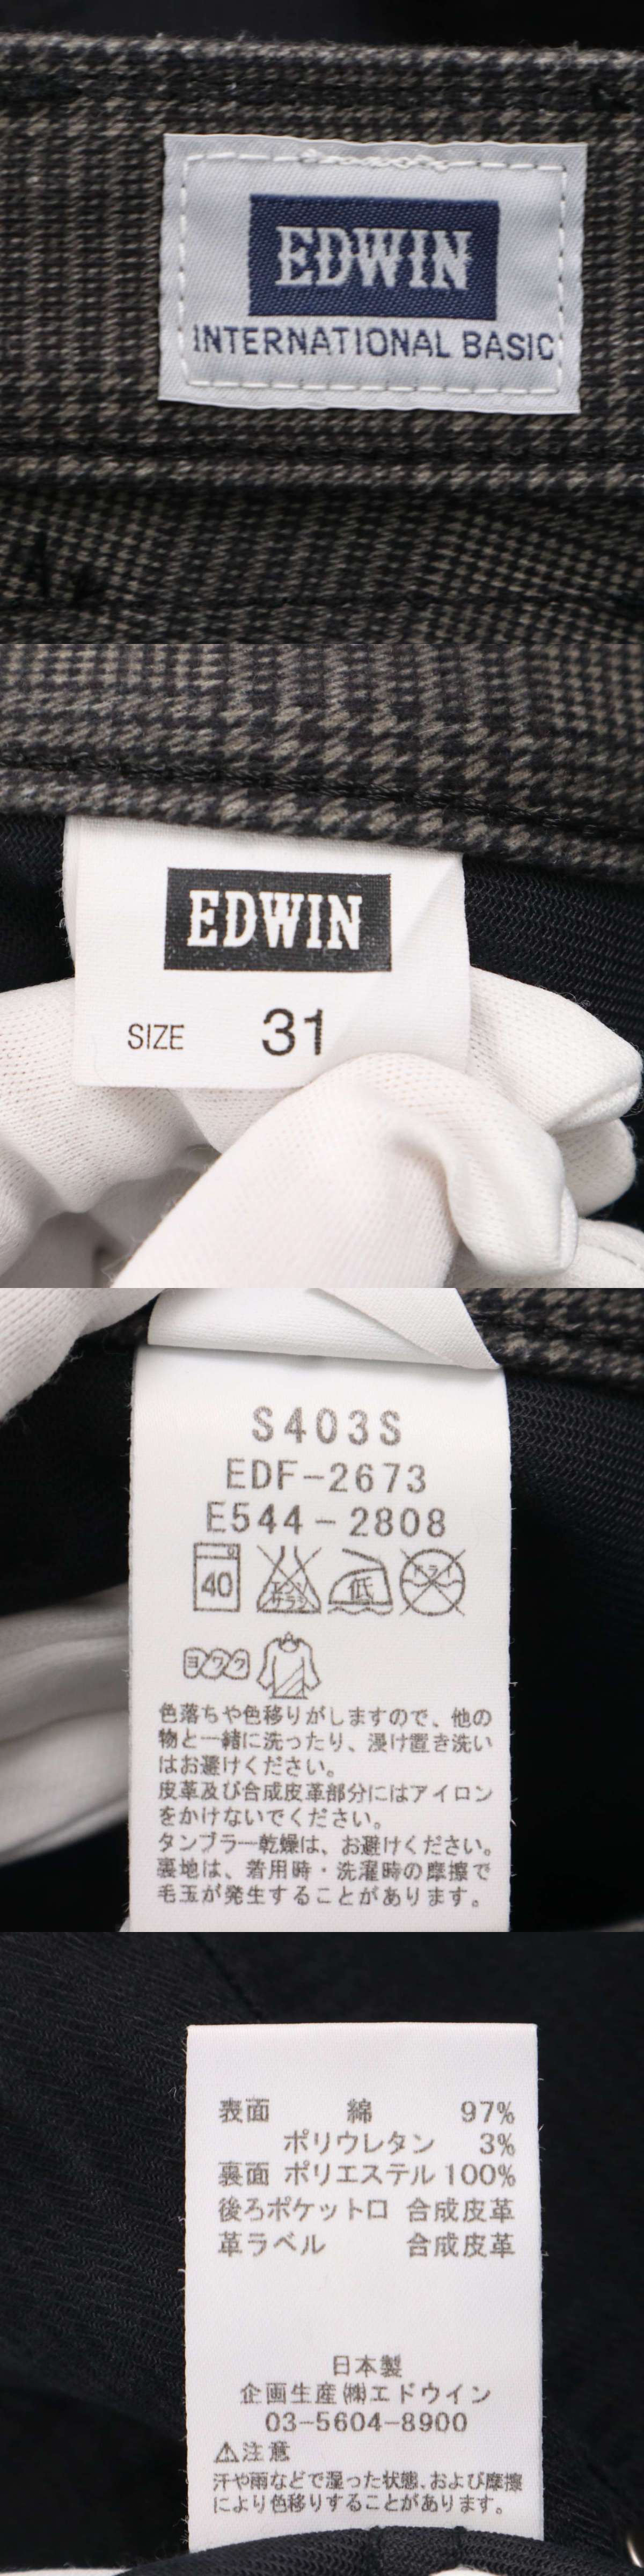 EDWIN
INTERNATIONAL BASIC
EDWIN
SIZE 31
S403S
EDF-2673
E544-2808
40 エンソ サラシ 低 ドライ
ヨワク
色落ちや色移りがしますので、他の
物と一緒に洗ったり、浸け置き洗い
はお避けください。
皮革及び合成皮革部分にはアイロン
をかけないでください。
タンブラー乾燥は、お避けください。
裏地は、着用時・洗濯時の摩擦で
毛玉が発生することがあります。
表面 綿 97%
ポリウレタン 3%
裏面 ポリエステル 100%
後ろポケット口 合成皮革
革ラベル 合成皮革
日本製
企画生産㈱エドウイン
03-5604-8900
⚠注意
汗や雨などで湿った状態、および摩擦
により色移りすることがあります。